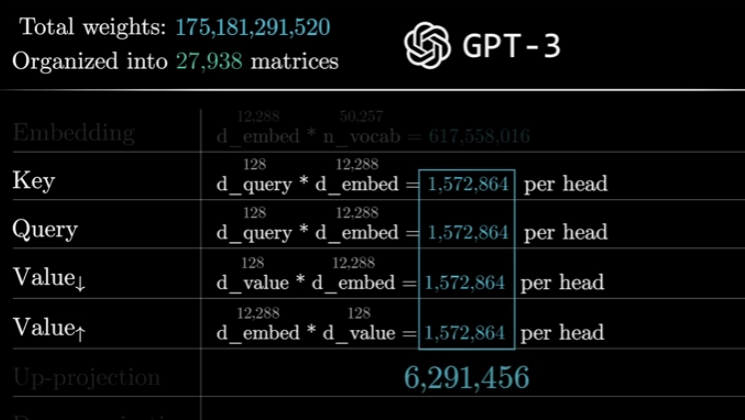 Total weights: 175,181,291,520
Organized into 27,938 matrices
GPT-3
12,288 50,257
Embedding d_embed * n_vocab = 617,558,016
128 12,288
Key d_query * d_embed = 1,572,864 per head
128 12,288
Query d_query * d_embed = 1,572,864 per head
128 12,288
Value↓ d_value * d_embed = 1,572,864 per head
12,288 128
Value↑ d_embed * d_value = 1,572,864 per head
Up-projection 6,291,456